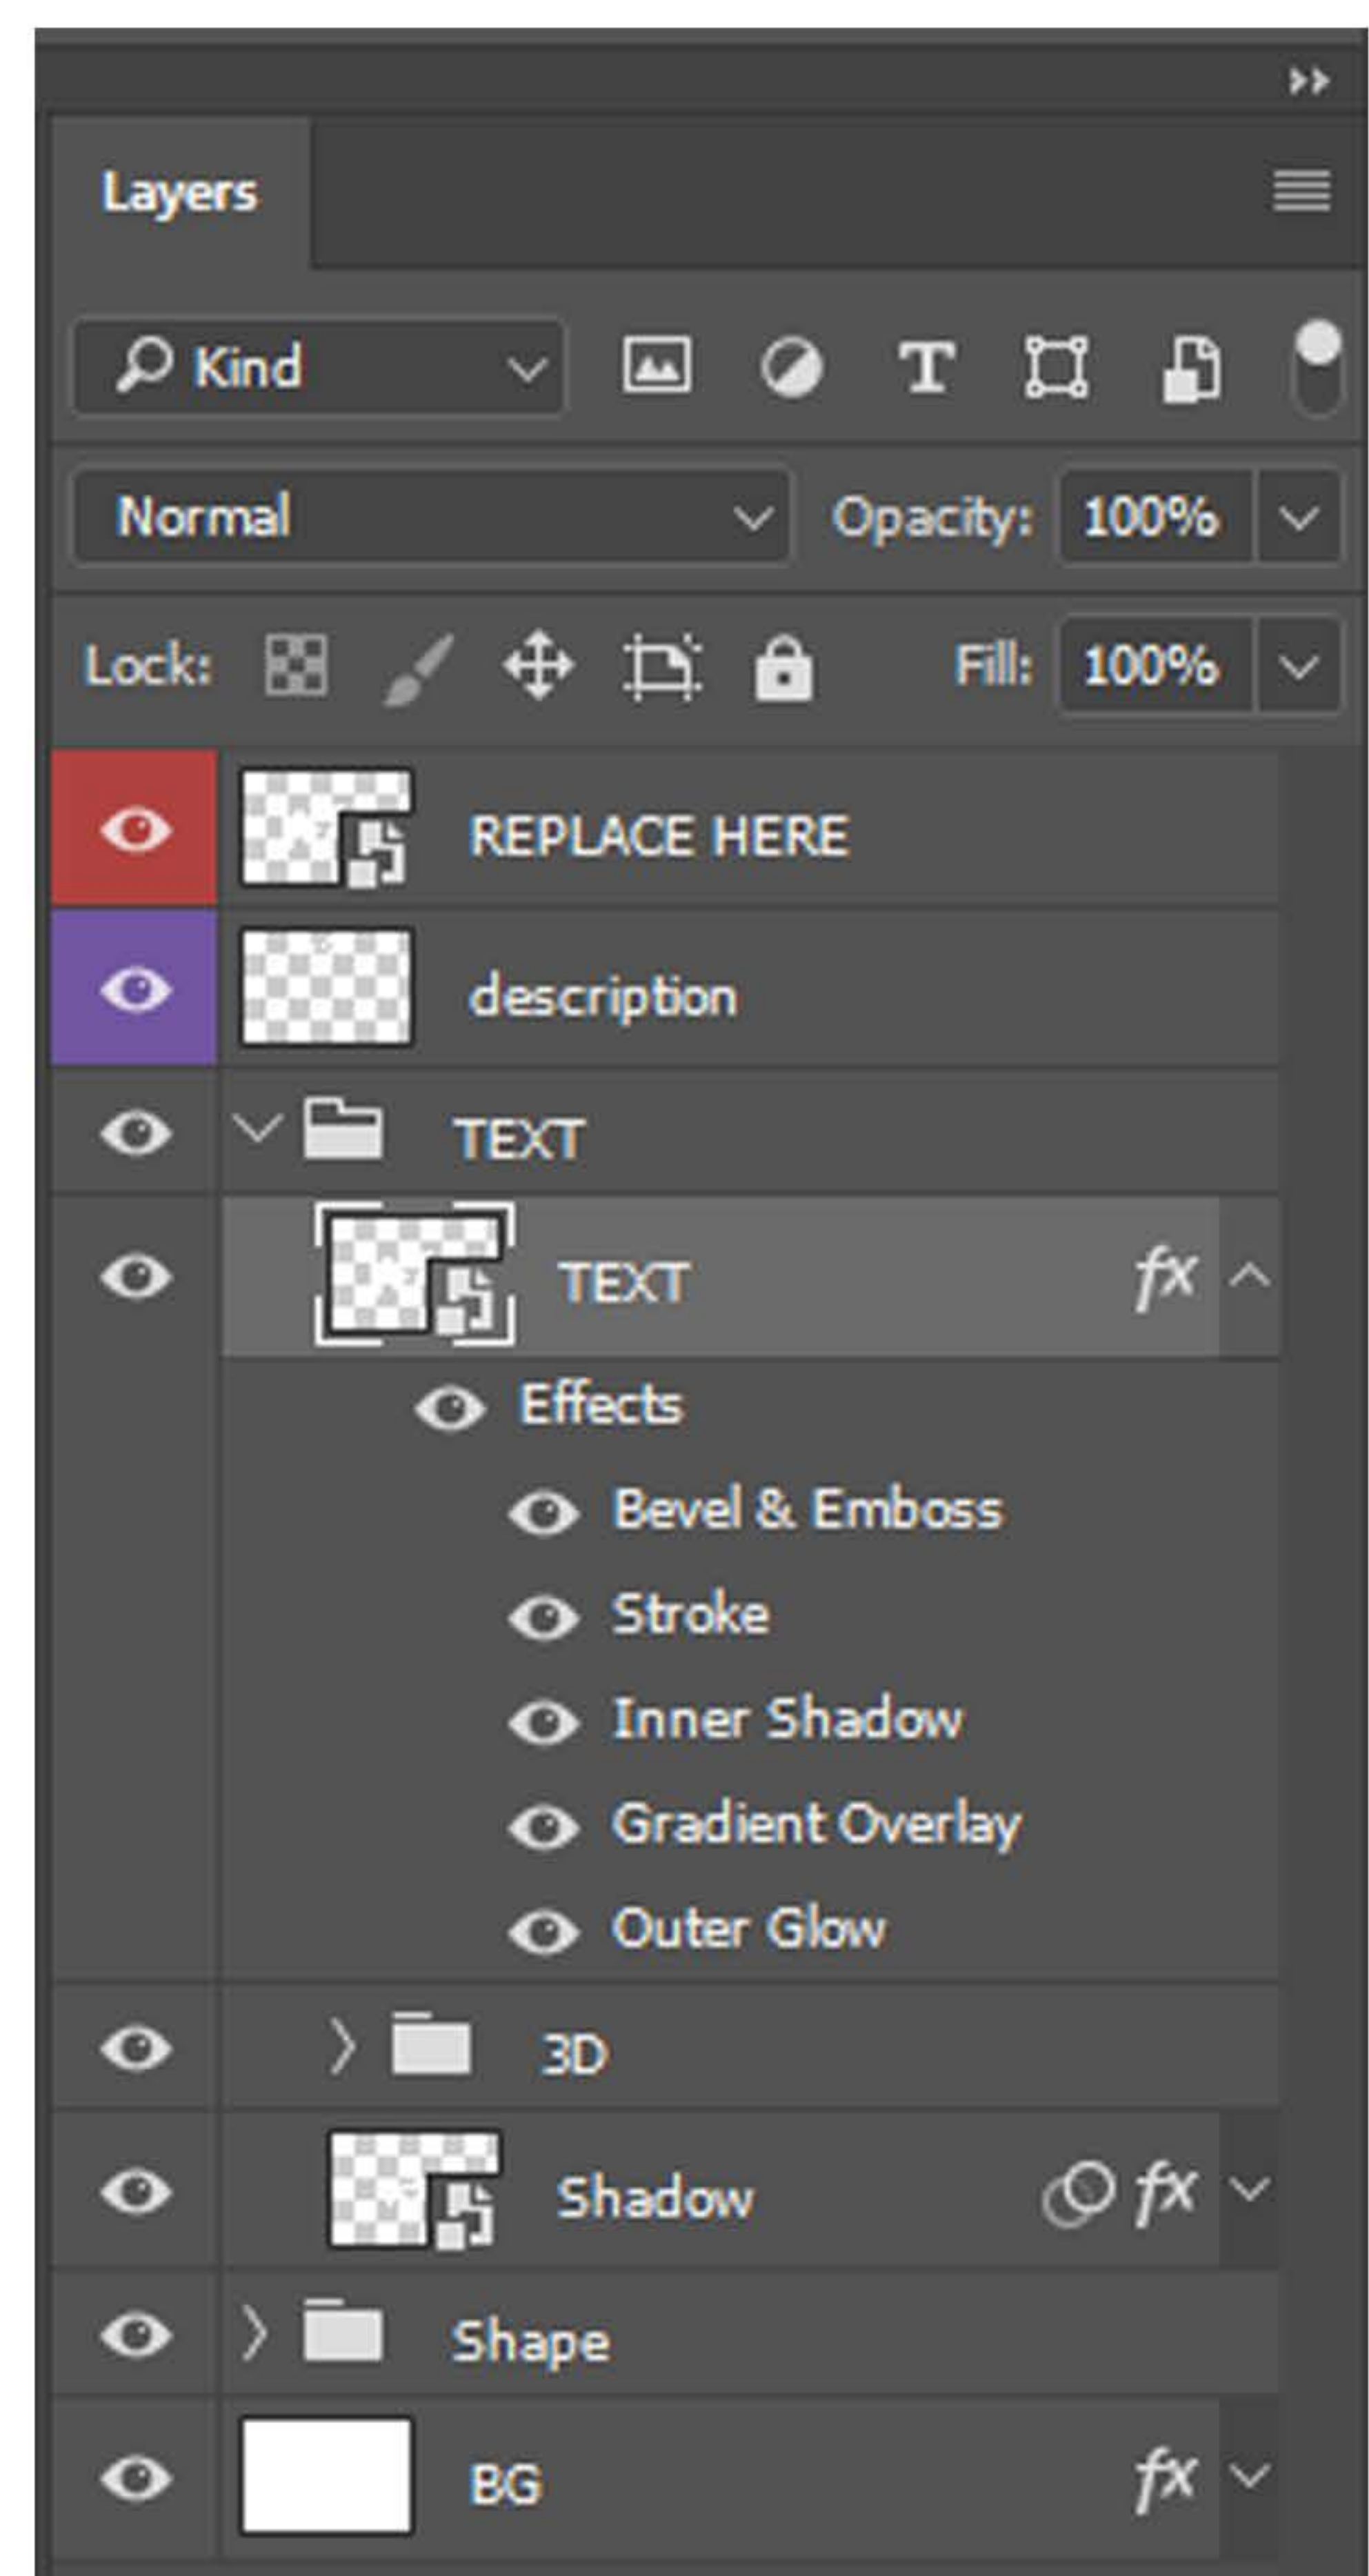 Layers
Kind
Normal Opacity: 100%
Lock: Fill: 100%
REPLACE HERE
description
TEXT
TEXT fx
Effects
Bevel & Emboss
Stroke
Inner Shadow
Gradient Overlay
Outer Glow
3D
Shadow fx
Shape
BG fx